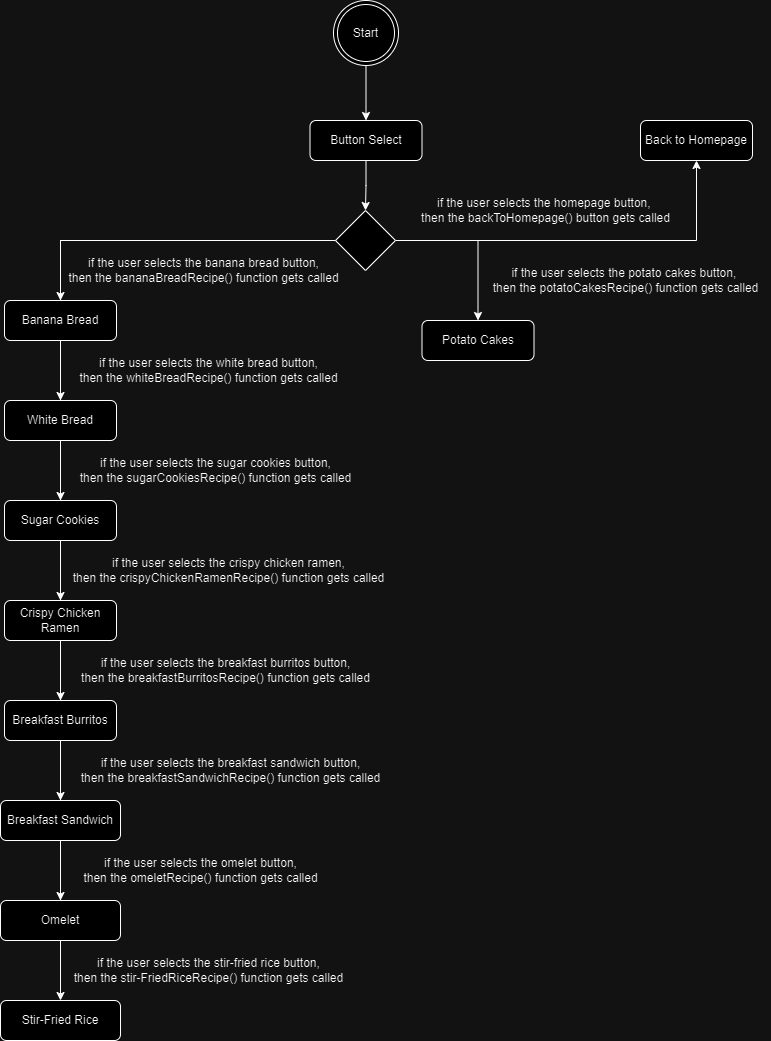 Start
Button Select
Back to Homepage
if the user selects the homepage button,
then the backToHomepage() button gets called
if the user selects the banana bread button,
then the bananaBreadRecipe() function gets called
if the user selects the potato cakes button,
then the potatoCakesRecipe() function gets called
Banana Bread
Potato Cakes
if the user selects the white bread button,
then the whiteBreadRecipe() function gets called
White Bread
if the user selects the sugar cookies button,
then the sugarCookiesRecipe() function gets called
Sugar Cookies
if the user selects the crispy chicken ramen,
then the crispyChickenRamenRecipe() function gets called
Crispy Chicken
Ramen
if the user selects the breakfast burritos button,
then the breakfastBurritosRecipe() function gets called
Breakfast Burritos
if the user selects the breakfast sandwich button,
then the breakfastSandwichRecipe() function gets called
Breakfast Sandwich
if the user selects the omelet button,
then the omeletRecipe() function gets called
Omelet
if the user selects the stir-fried rice button,
then the stir-FriedRiceRecipe() function gets called
Stir-Fried Rice